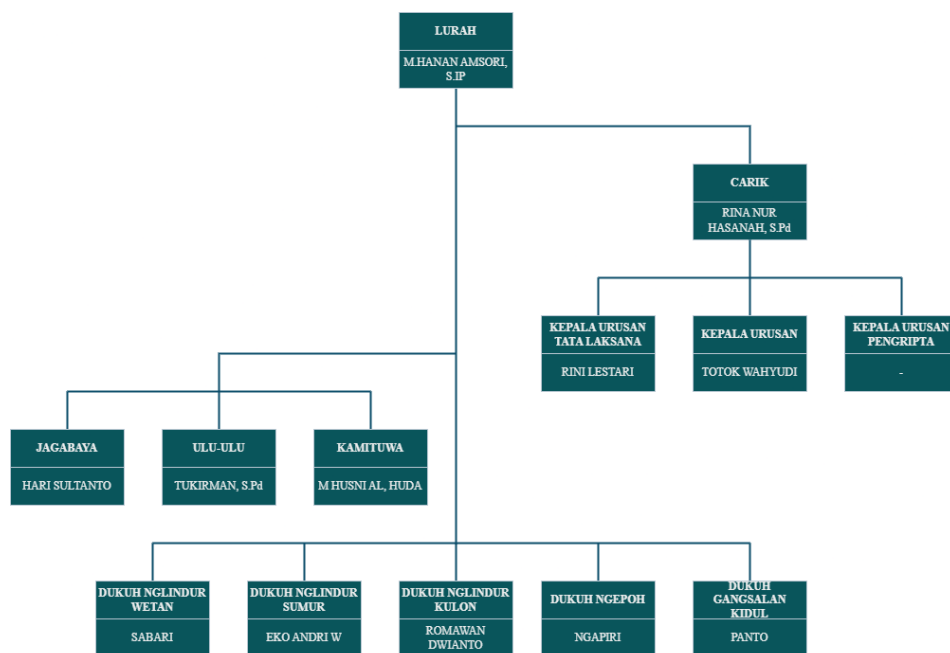 LURAH
M.HANAN AMSORI,
S.IP
CARIK
RINA NUR
HASANAH, S.Pd
KEPALA URUSAN
TATA LAKSANA
RINI LESTARI
KEPALA URUSAN
TOTOK WAHYUDI
KEPALA URUSAN
PENGRIPTA
-
JAGABAYA
HARI SULTANTO
ULU-ULU
TUKIRMAN, S.Pd
KAMITUWA
M HUSNI AL, HUDA
DUKUH NGLINDUR
WETAN
SABARI
DUKUH NGLINDUR
SUMUR
EKO ANDRI W
DUKUH NGLINDUR
KULON
ROMAWAN
DWIANTO
DUKUH NGEPOH
NGAPIRI
DUKUH
GANGSALAN
KIDUL
PANTO